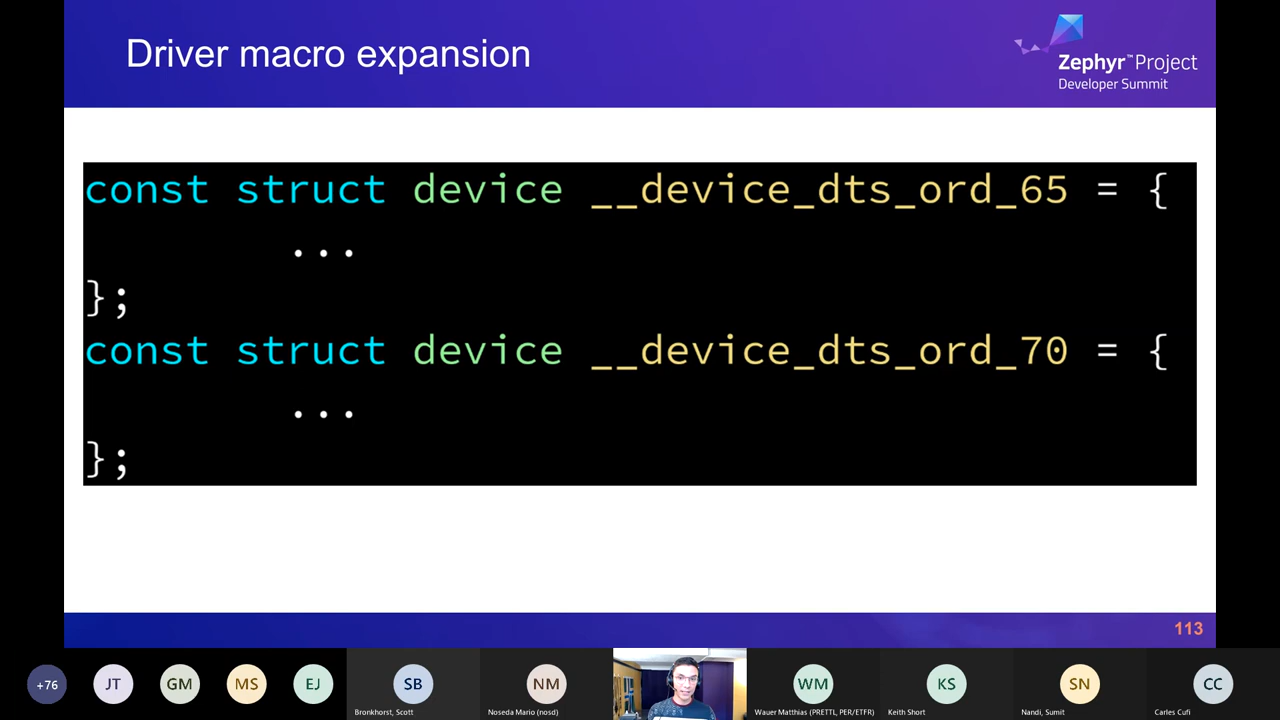 Driver macro expansion
Zephyr™Project
Developer Summit
const struct device __device_dts_ord_65 = {
...
};
const struct device __device_dts_ord_70 = {
...
};
113
+76
JT
GM
MS
EJ
SB
Bronkhorst, Scott
NM
Noseda Mario (nosd)
WM
Wauer Matthias (PRETTL, PER/ETFR)
KS
Keith Short
SN
Nandi, Sumit
CC
Carles Cufi